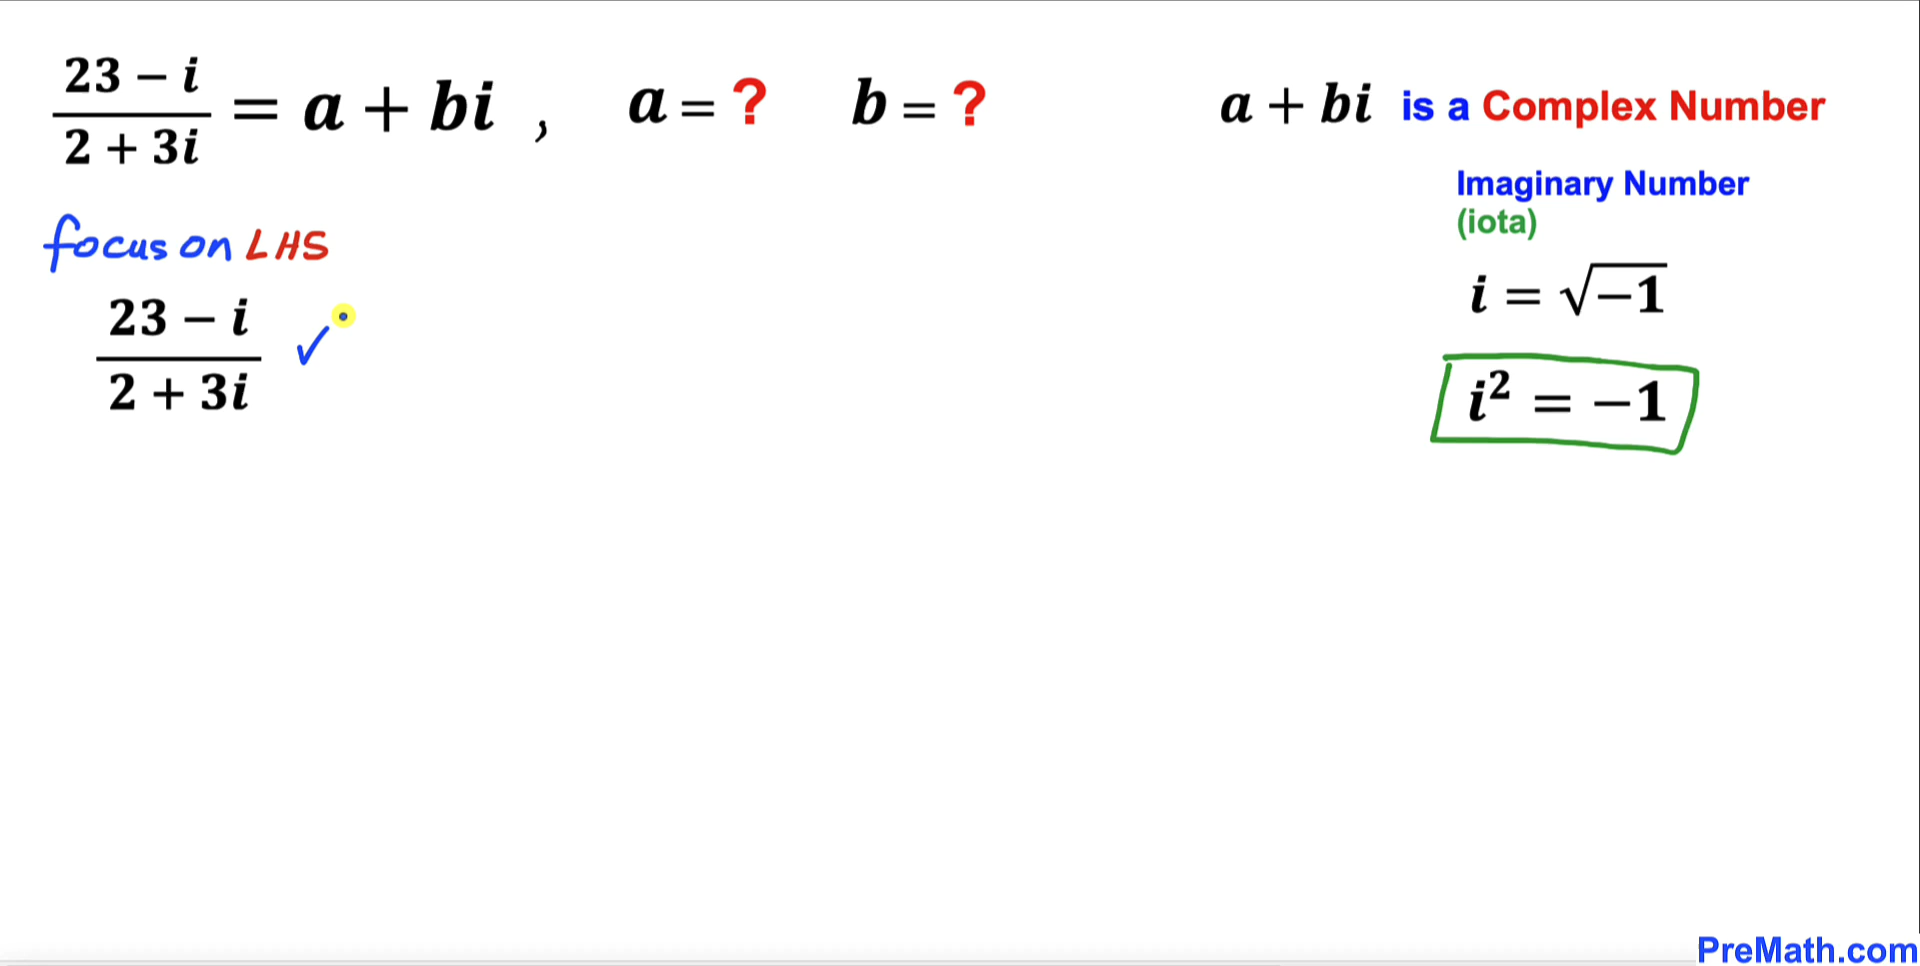 23 − i
2 + 3i = a + bi , a = ? b = ? a + bi is a Complex Number
Imaginary Number
(iota)
focus on LHS
i = √−1
23 − i
2 + 3i
i² = −1
PreMath.com